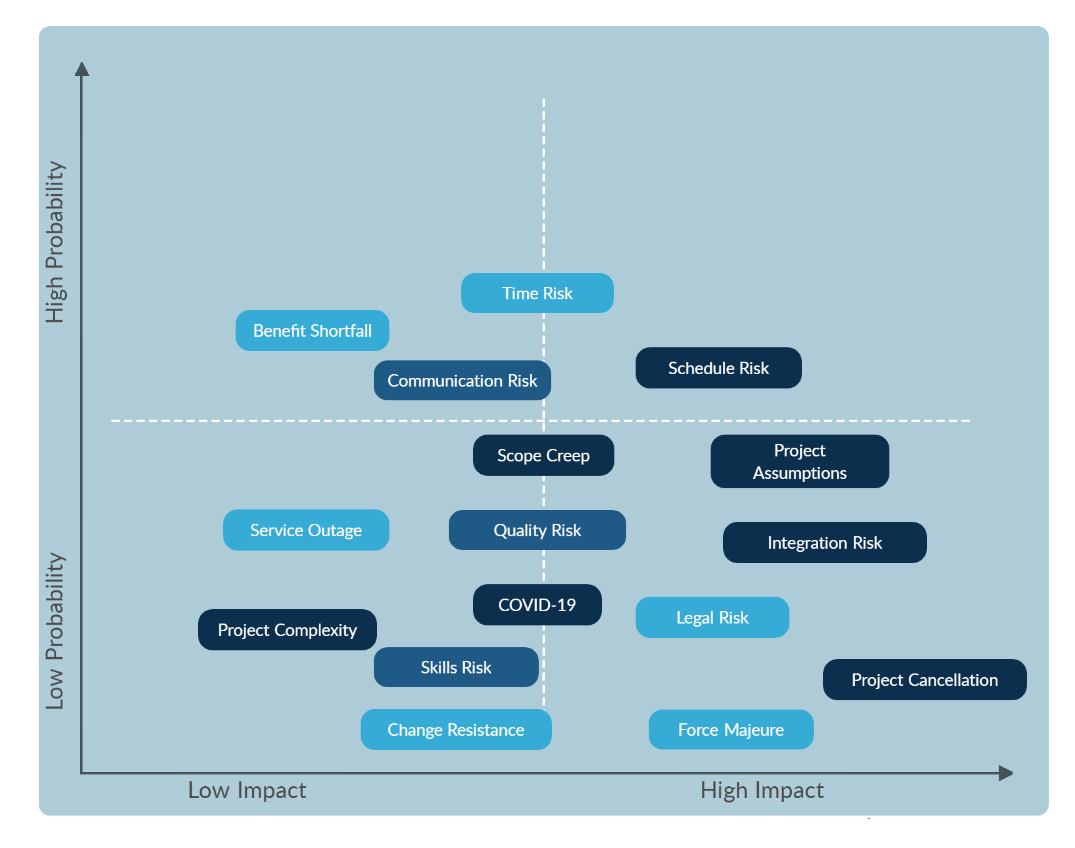 High Probability
Time Risk
Benefit Shortfall
Schedule Risk
Communication Risk
Scope Creep
Project
Assumptions
Service Outage
Quality Risk
Integration Risk
COVID-19
Legal Risk
Project Complexity
Low Probability
Skills Risk
Project Cancellation
Change Resistance
Force Majeure
Low Impact
High Impact